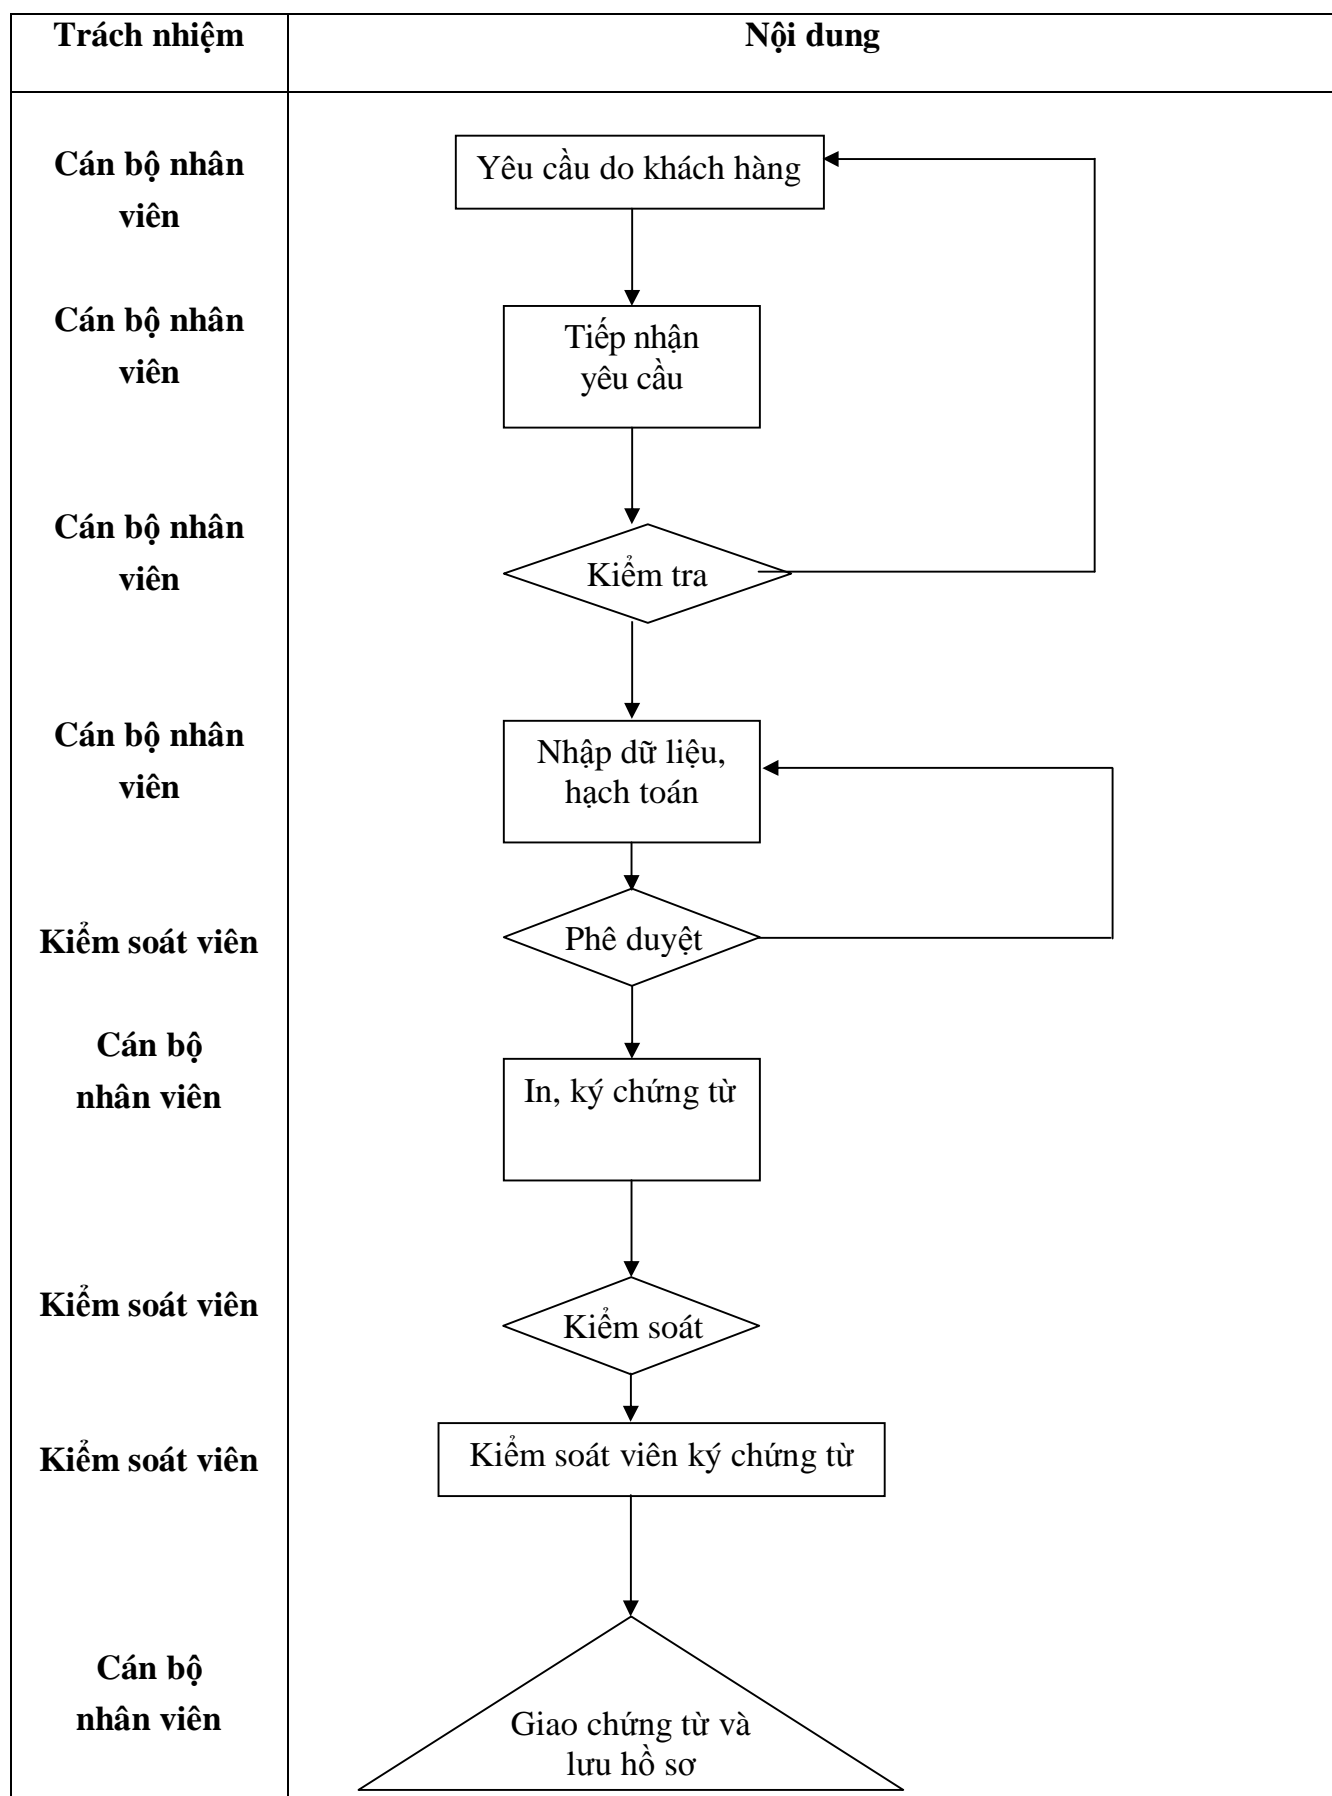 Trách nhiệm
Nội dung
Cán bộ nhân
viên
Yêu cầu do khách hàng
Cán bộ nhân
viên
Tiếp nhận
yêu cầu
Cán bộ nhân
viên
Kiểm tra
Cán bộ nhân
viên
Nhập dữ liệu,
hạch toán
Kiểm soát viên
Phê duyệt
Cán bộ
nhân viên
In, ký chứng từ
Kiểm soát viên
Kiểm soát
Kiểm soát viên
Kiểm soát viên ký chứng từ
Cán bộ
nhân viên
Giao chứng từ và
lưu hồ sơ